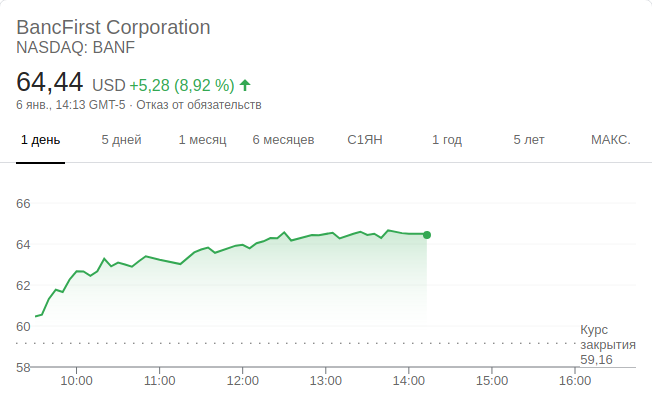 BancFirst Corporation
NASDAQ: BANF
64,44 USD +5,28 (8,92 %)
6 янв., 14:13 GMT-5 · Отказ от обязательств
1 день 5 дней 1 месяц 6 месяцев С1ЯН 1 год 5 лет МАКС.
66
64
62
60
58
Курс
закрытия
59,16
10:00 11:00 12:00 13:00 14:00 15:00 16:00